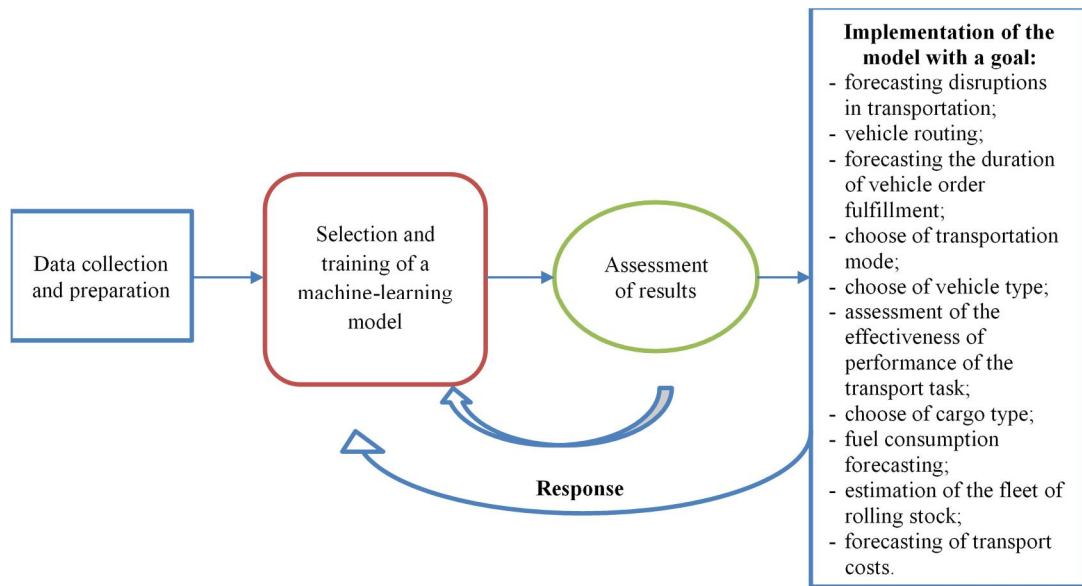 Data collection
and preparation
Selection and
training of a
machine-learning
model
Assessment
of results
Response
Implementation of the
model with a goal:
- forecasting disruptions
in transportation;
- vehicle routing;
- forecasting the duration
of vehicle order
fulfillment;
- choose of transportation
mode;
- choose of vehicle type;
- assessment of the
effectiveness of
performance of the
transport task;
- choose of cargo type;
- fuel consumption
forecasting;
- estimation of the fleet of
rolling stock;
- forecasting of transport
costs.